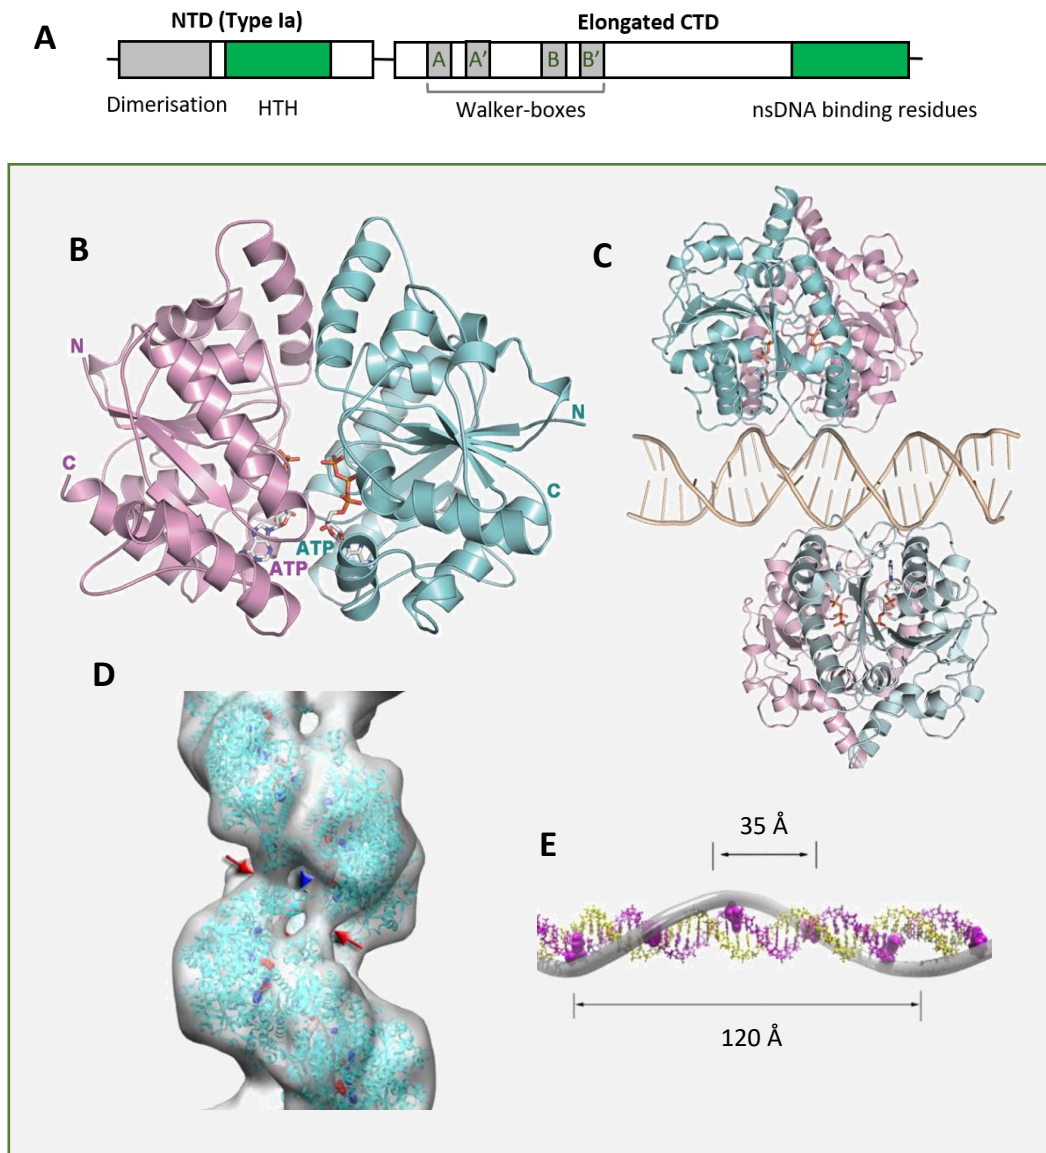 A
NTD (Type Ia)
Elongated CTD
A
A’
B
B’
Dimerisation
HTH
Walker-boxes
nsDNA binding residues
B
N
C
ATP
ATP
N
C
C
D
E
35 Å
120 Å